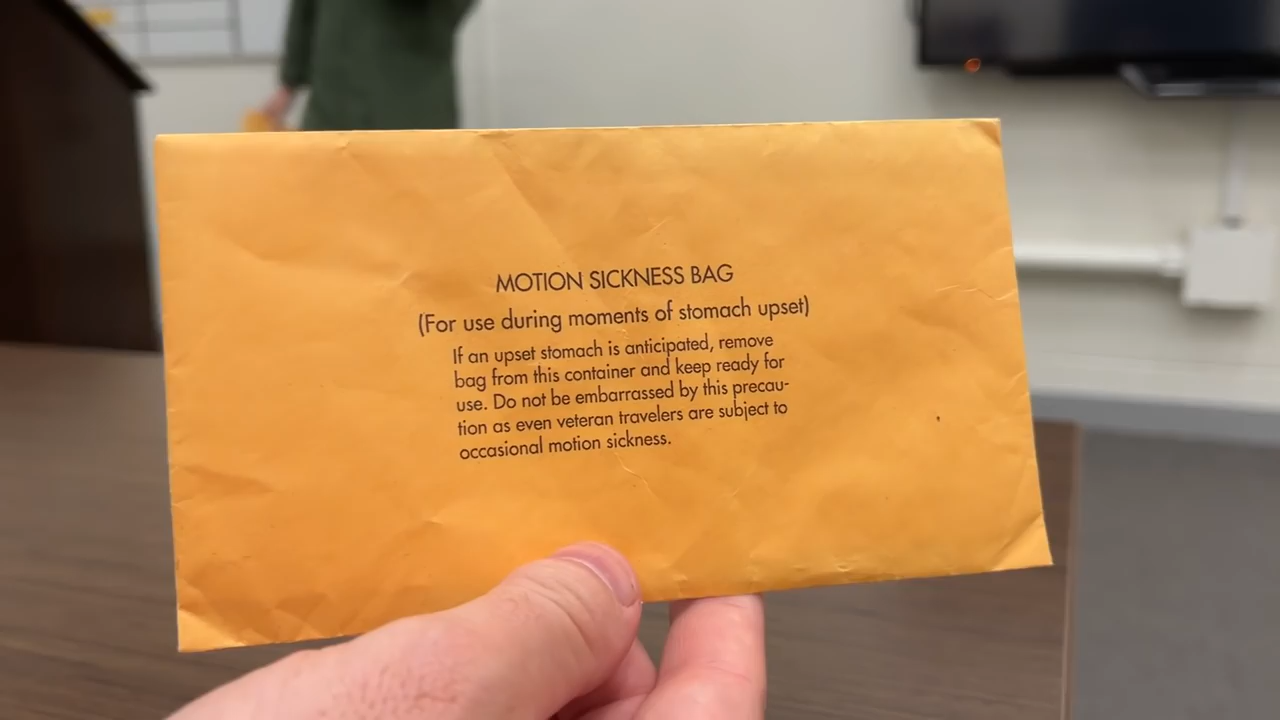 MOTION SICKNESS BAG
(For use during moments of stomach upset)
If an upset stomach is anticipated, remove
bag from this container and keep ready for
use. Do not be embarrassed by this precau-
tion as even veteran travelers are subject to
occasional motion sickness.